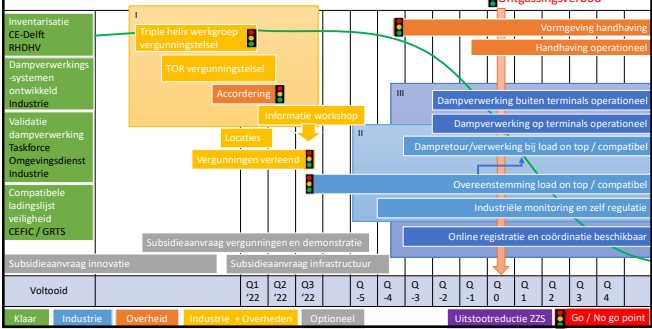 Ontgassingsverbod
Inventarisatie
CE-Delft
RHDHV
Dampverwerkings
-systemen
ontwikkeld
Industrie
Validatie
dampverwerking
Taskforce
Omgevingsdienst
Industrie
Compatibele
ladingslijst
veiligheid
CEFIC / GRTS
I
Triple helix werkgroep
vergunningstelsel
TOR vergunningstelsel
Accordering
Informatie workshop
Locaties
Vergunningen verleend
Vormgeving handhaving
Handhaving operationeel
III
Dampverwerking buiten terminals operationeel
Dampverwerking op terminals operationeel
II
Dampretour/verwerking bij load on top / compatibel
Overeenstemming load on top / compatibel
Industriële monitoring en zelf regulatie
Online registratie en coördinatie beschikbaar
Subsidieaanvraag vergunningen en demonstratie
Subsidieaanvraag innovatie
Subsidieaanvraag infrastructuur
Voltooid
Q1 '22
Q2 '22
Q3 '22
Q -5
Q -4
Q -3
Q -2
Q -1
Q 0
Q 1
Q 2
Q 3
Q 4
Klaar
Industrie
Overheid
Industrie + Overheden
Optioneel
Uitstootreductie ZZS
Go / No go point